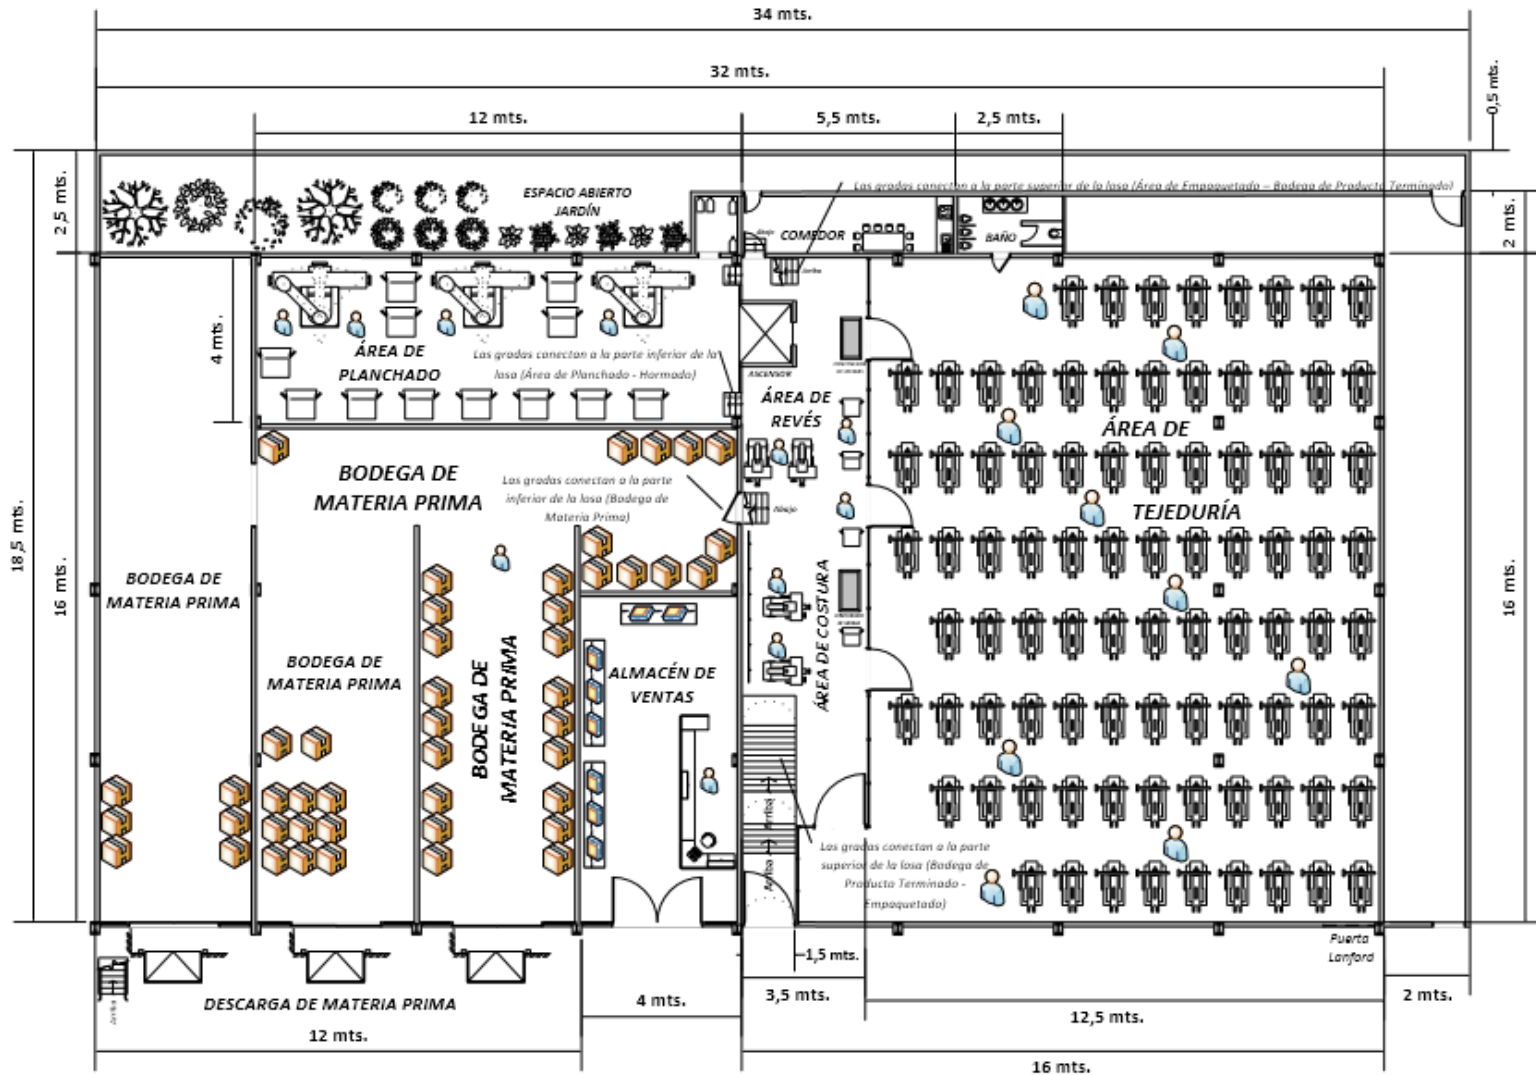 34 mts.
32 mts.
0,5 mts.
12 mts.
5,5 mts.
2,5 mts.
2,5 mts.
ESPACIO ABIERTO
JARDÍN
Las gradas conectan a la parte superior de la losa (Área de Empaquetado – Bodega de Producto Terminado)
Abajo
COMEDOR
BAÑO
2 mts.
Arriba
4 mts.
ÁREA DE
PLANCHADO
Las gradas conectan a la parte inferior de la
losa (Área de Planchado - Hormado)
ASCENSOR
ÁREA DE
REVÉS
ÁREA DE
TEJEDURÍA
BODEGA DE
MATERIA PRIMA
Las gradas conectan a la parte
inferior de la losa (Bodega de
Materia Prima)
Abajo
18,5 mts.
16 mts.
16 mts.
BODEGA DE
MATERIA PRIMA
BODEGA DE
MATERIA PRIMA
BODEGA DE
MATERIA PRIMA
ALMACÉN DE
VENTAS
ÁREA DE COSTURA
Arriba
Arriba
Las gradas conectan a la parte
superior de la losa (Bodega de
Producto Terminado -
Empaquetado)
Puerta
Lanford
Arriba
DESCARGA DE MATERIA PRIMA
1,5 mts.
4 mts.
3,5 mts.
2 mts.
12,5 mts.
12 mts.
16 mts.